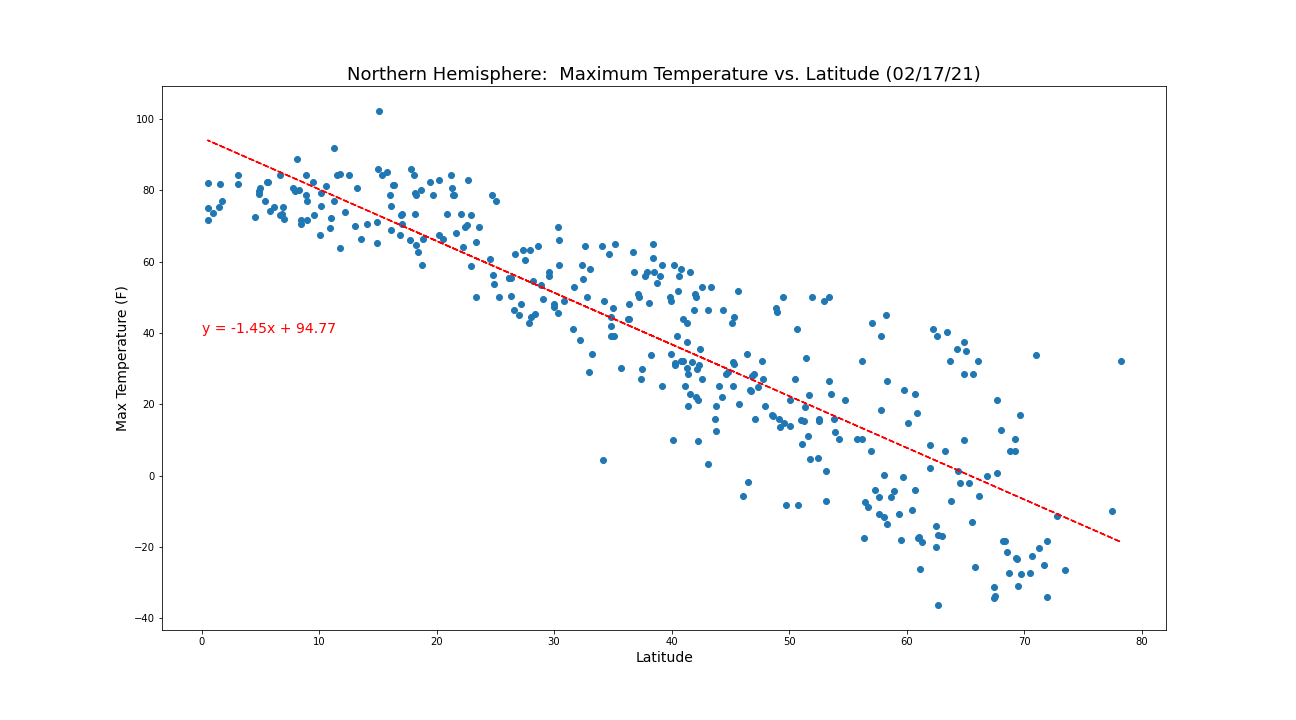 Northern Hemisphere:  Maximum Temperature vs. Latitude (02/17/21)
Max Temperature (F)
100
80
60
40
20
0
−20
−40
y = -1.45x + 94.77
0 10 20 30 40 50 60 70 80
Latitude